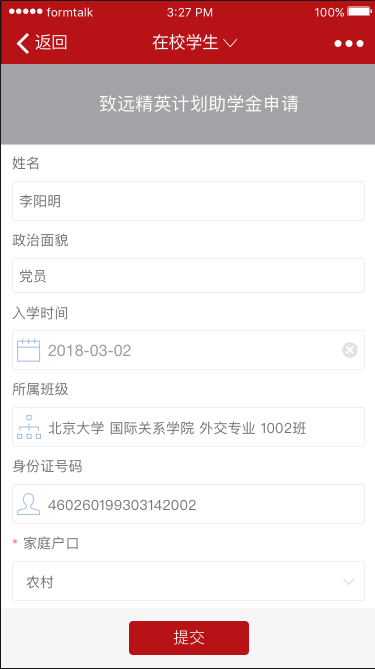 formtalk 3:27 PM 100%
返回 在校学生
致远精英计划助学金申请
姓名
李阳明
政治面貌
党员
入学时间
2018-03-02
所属班级
北京大学 国际关系学院 外交专业 1002班
身份证号码
460260199303142002
* 家庭户口
农村
提交